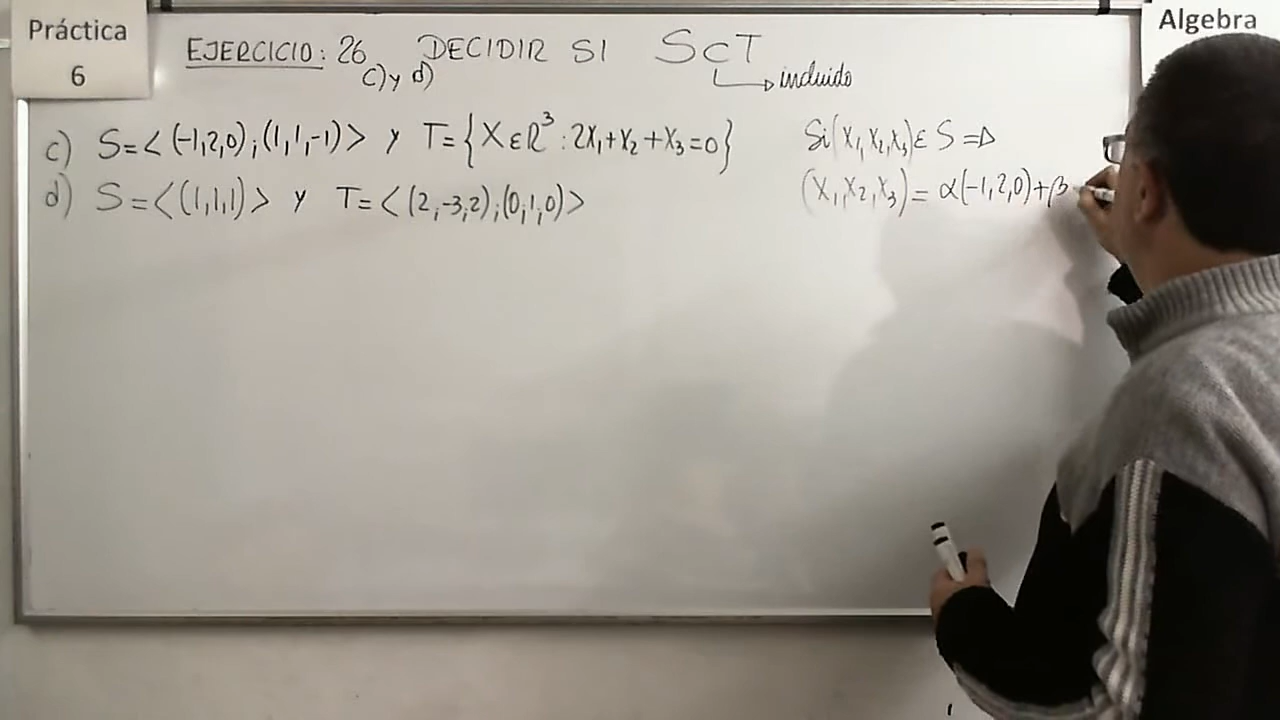 Práctica
6
Algebra
EJERCICIO: 26 c) y d) DECIDIR SI S⊂T
incluido
c) S=<(-1,2,0);(1,1,-1)> y T={X∈ℝ³:2X₁+X₂+X₃=0}
d) S=<(1,1,1)> y T=<(2,-3,2);(0,1,0)>
Si(X₁,X₂,X₃)∈S⇒
(X₁,X₂,X₃)=α(-1,2,0)+β